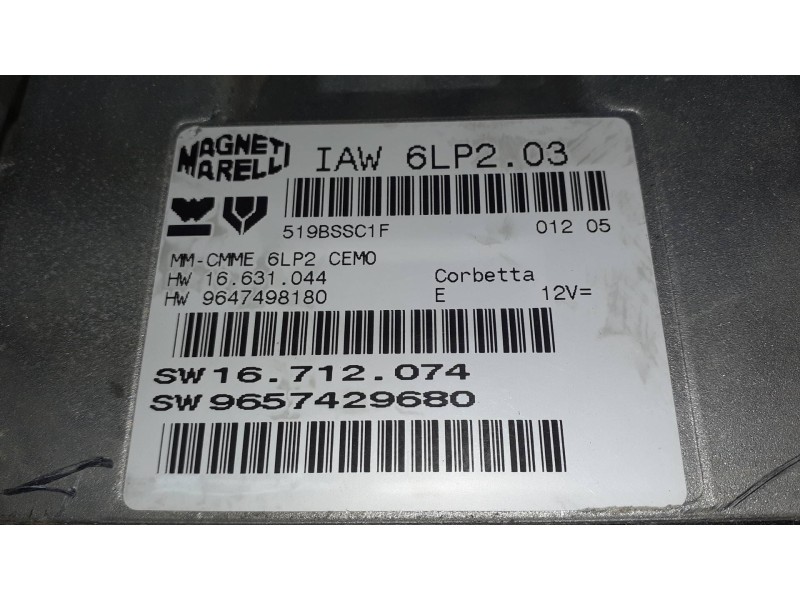 MAGNETI
MARELLI
IAW 6LP2.03
519BSSC1F 012 05
MM-CMME 6LP2 CEMO
HW 16.631.044 Corbetta
HW 9647498180 E 12V=
SW16.712.074
SW9657429680